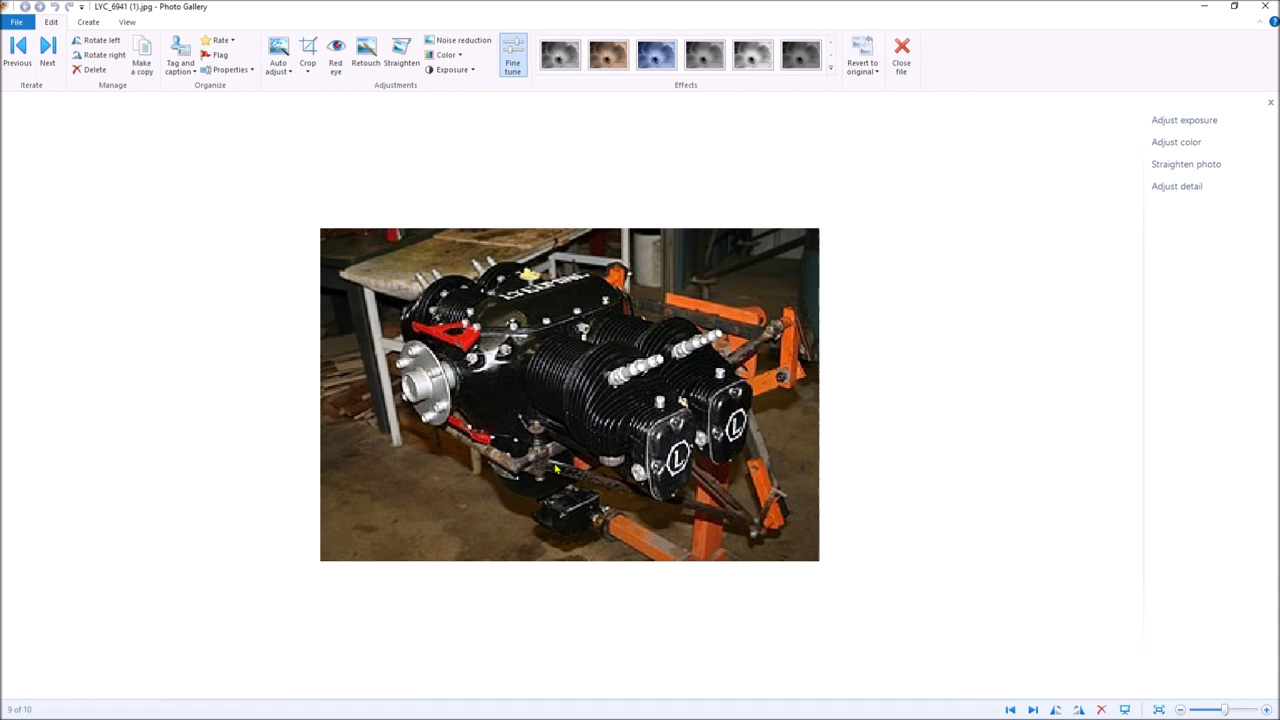 LYC_6941 (1).jpg - Photo Gallery
File
Edit
Create
View
Previous
Next
Iterate
Rotate left
Rotate right
Delete
Make
a copy
Manage
Tag and
caption
Rate
Flag
Properties
Organize
Auto
adjust
Crop
Red
eye
Retouch
Straighten
Noise reduction
Color
Exposure
Adjustments
Fine
tune
Effects
Revert to
original
Close
file
Adjust exposure
Adjust color
Straighten photo
Adjust detail
L
L
9 of 10